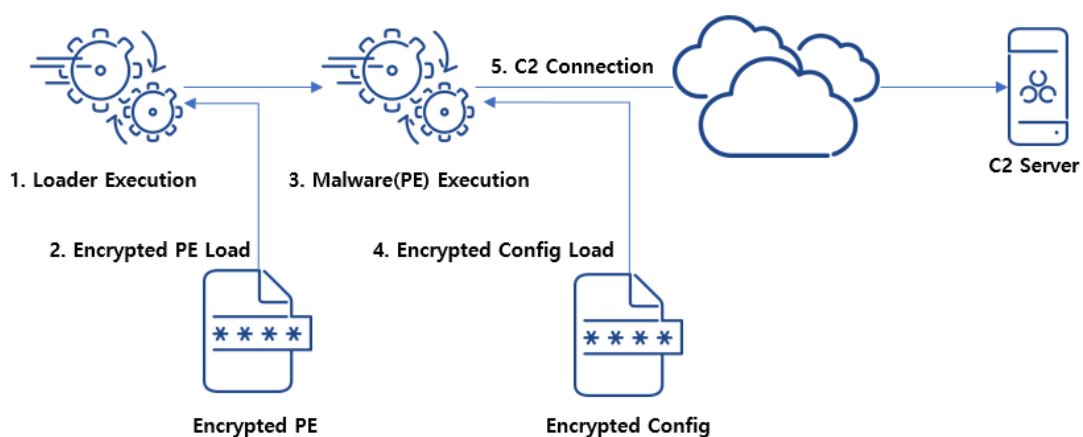 5. C2 Connection
1. Loader Execution
3. Malware(PE) Execution
C2 Server
2. Encrypted PE Load
4. Encrypted Config Load
****
****
Encrypted PE
Encrypted Config